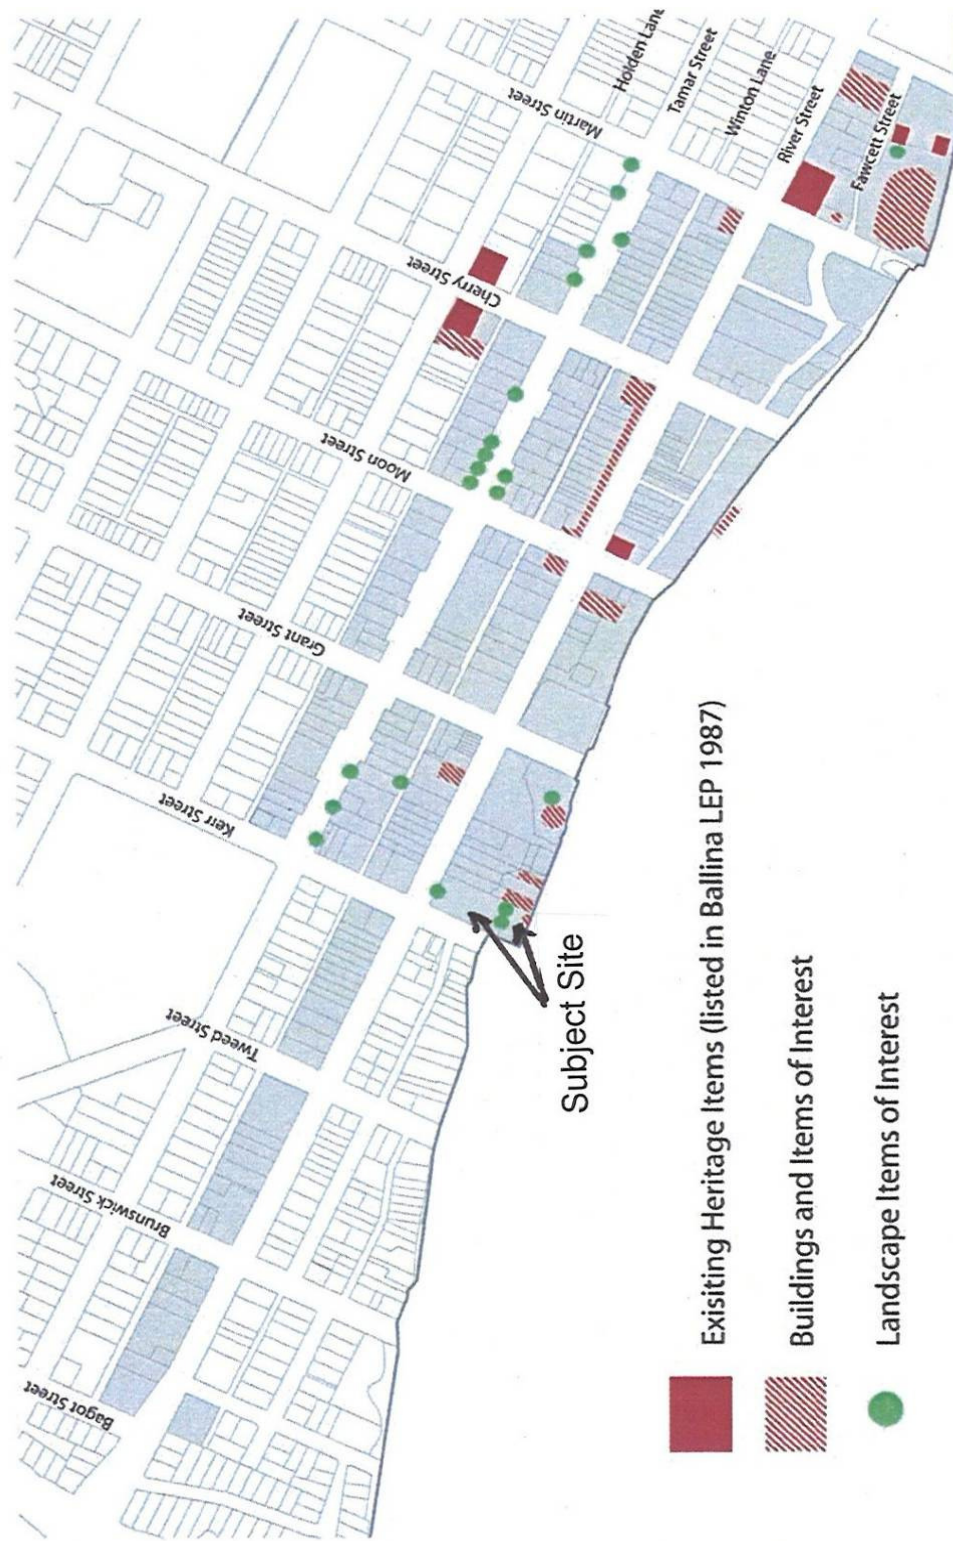 Bagot Street
Brunswick Street
Tweed Street
Kerr Street
Grant Street
Moon Street
Cherry Street
Martin Street
Holden Lane
Tamar Street
Winton Lane
River Street
Fawcett Street
Subject Site
Exisiting Heritage Items (listed in Ballina LEP 1987)
Buildings and Items of Interest
Landscape Items of Interest